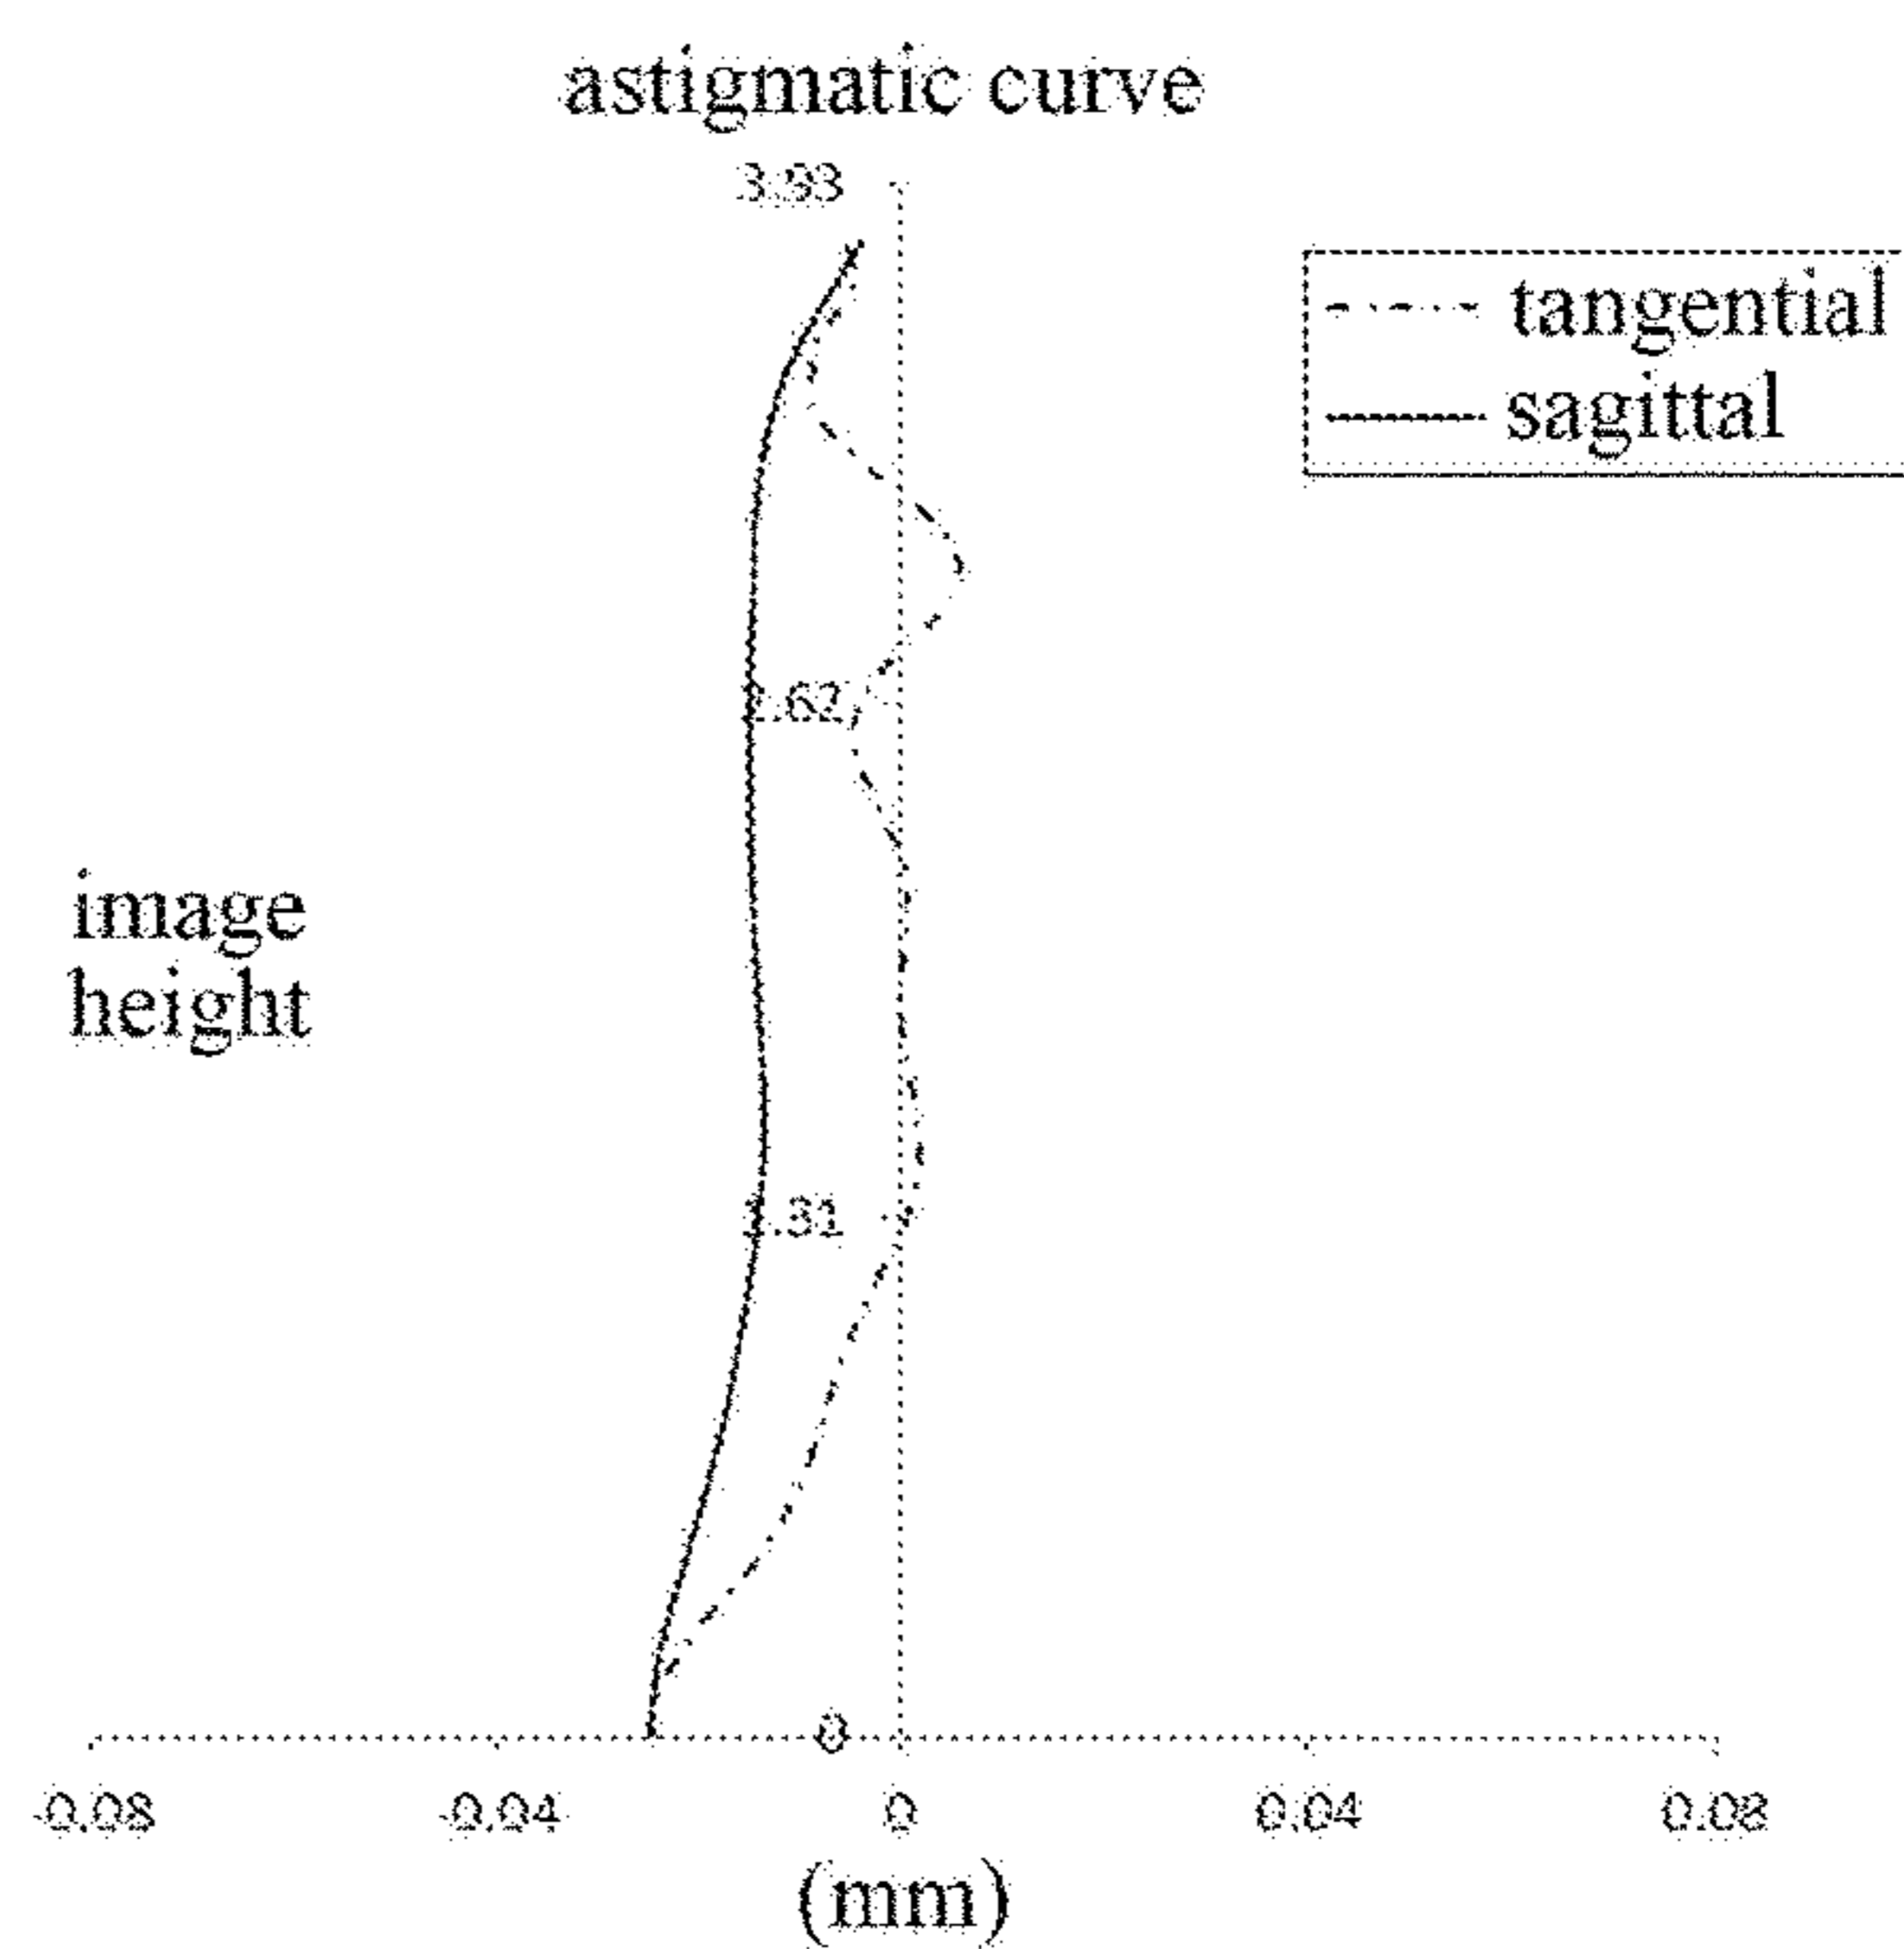 astigmatic curve
3.93
tangential
sagittal
2.62
image
height
1.31
0
-0.08 -0.04 0 0.04 0.08
(mm)